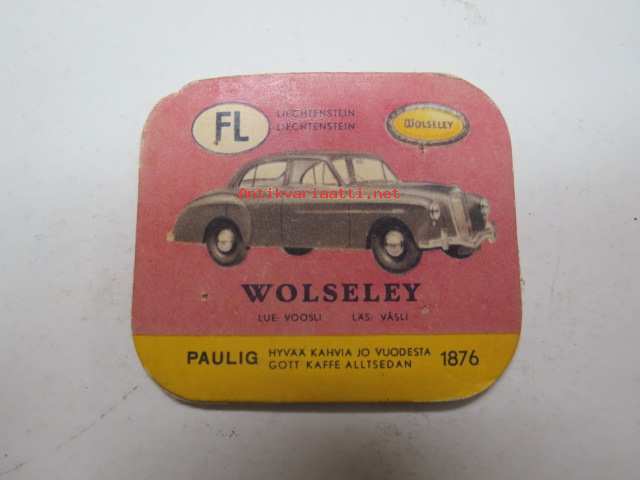 FL
LIECHTENSTEIN
LIECHTENSTEIN
WOLSELEY
Antikvariaatti.net
WOLSELEY
LUE: VOOSLI LÄS: VÅSLI
PAULIG HYVÄÄ KAHVIA JO VUODESTA 1876
GOTT KAFFE ALLTSEDAN